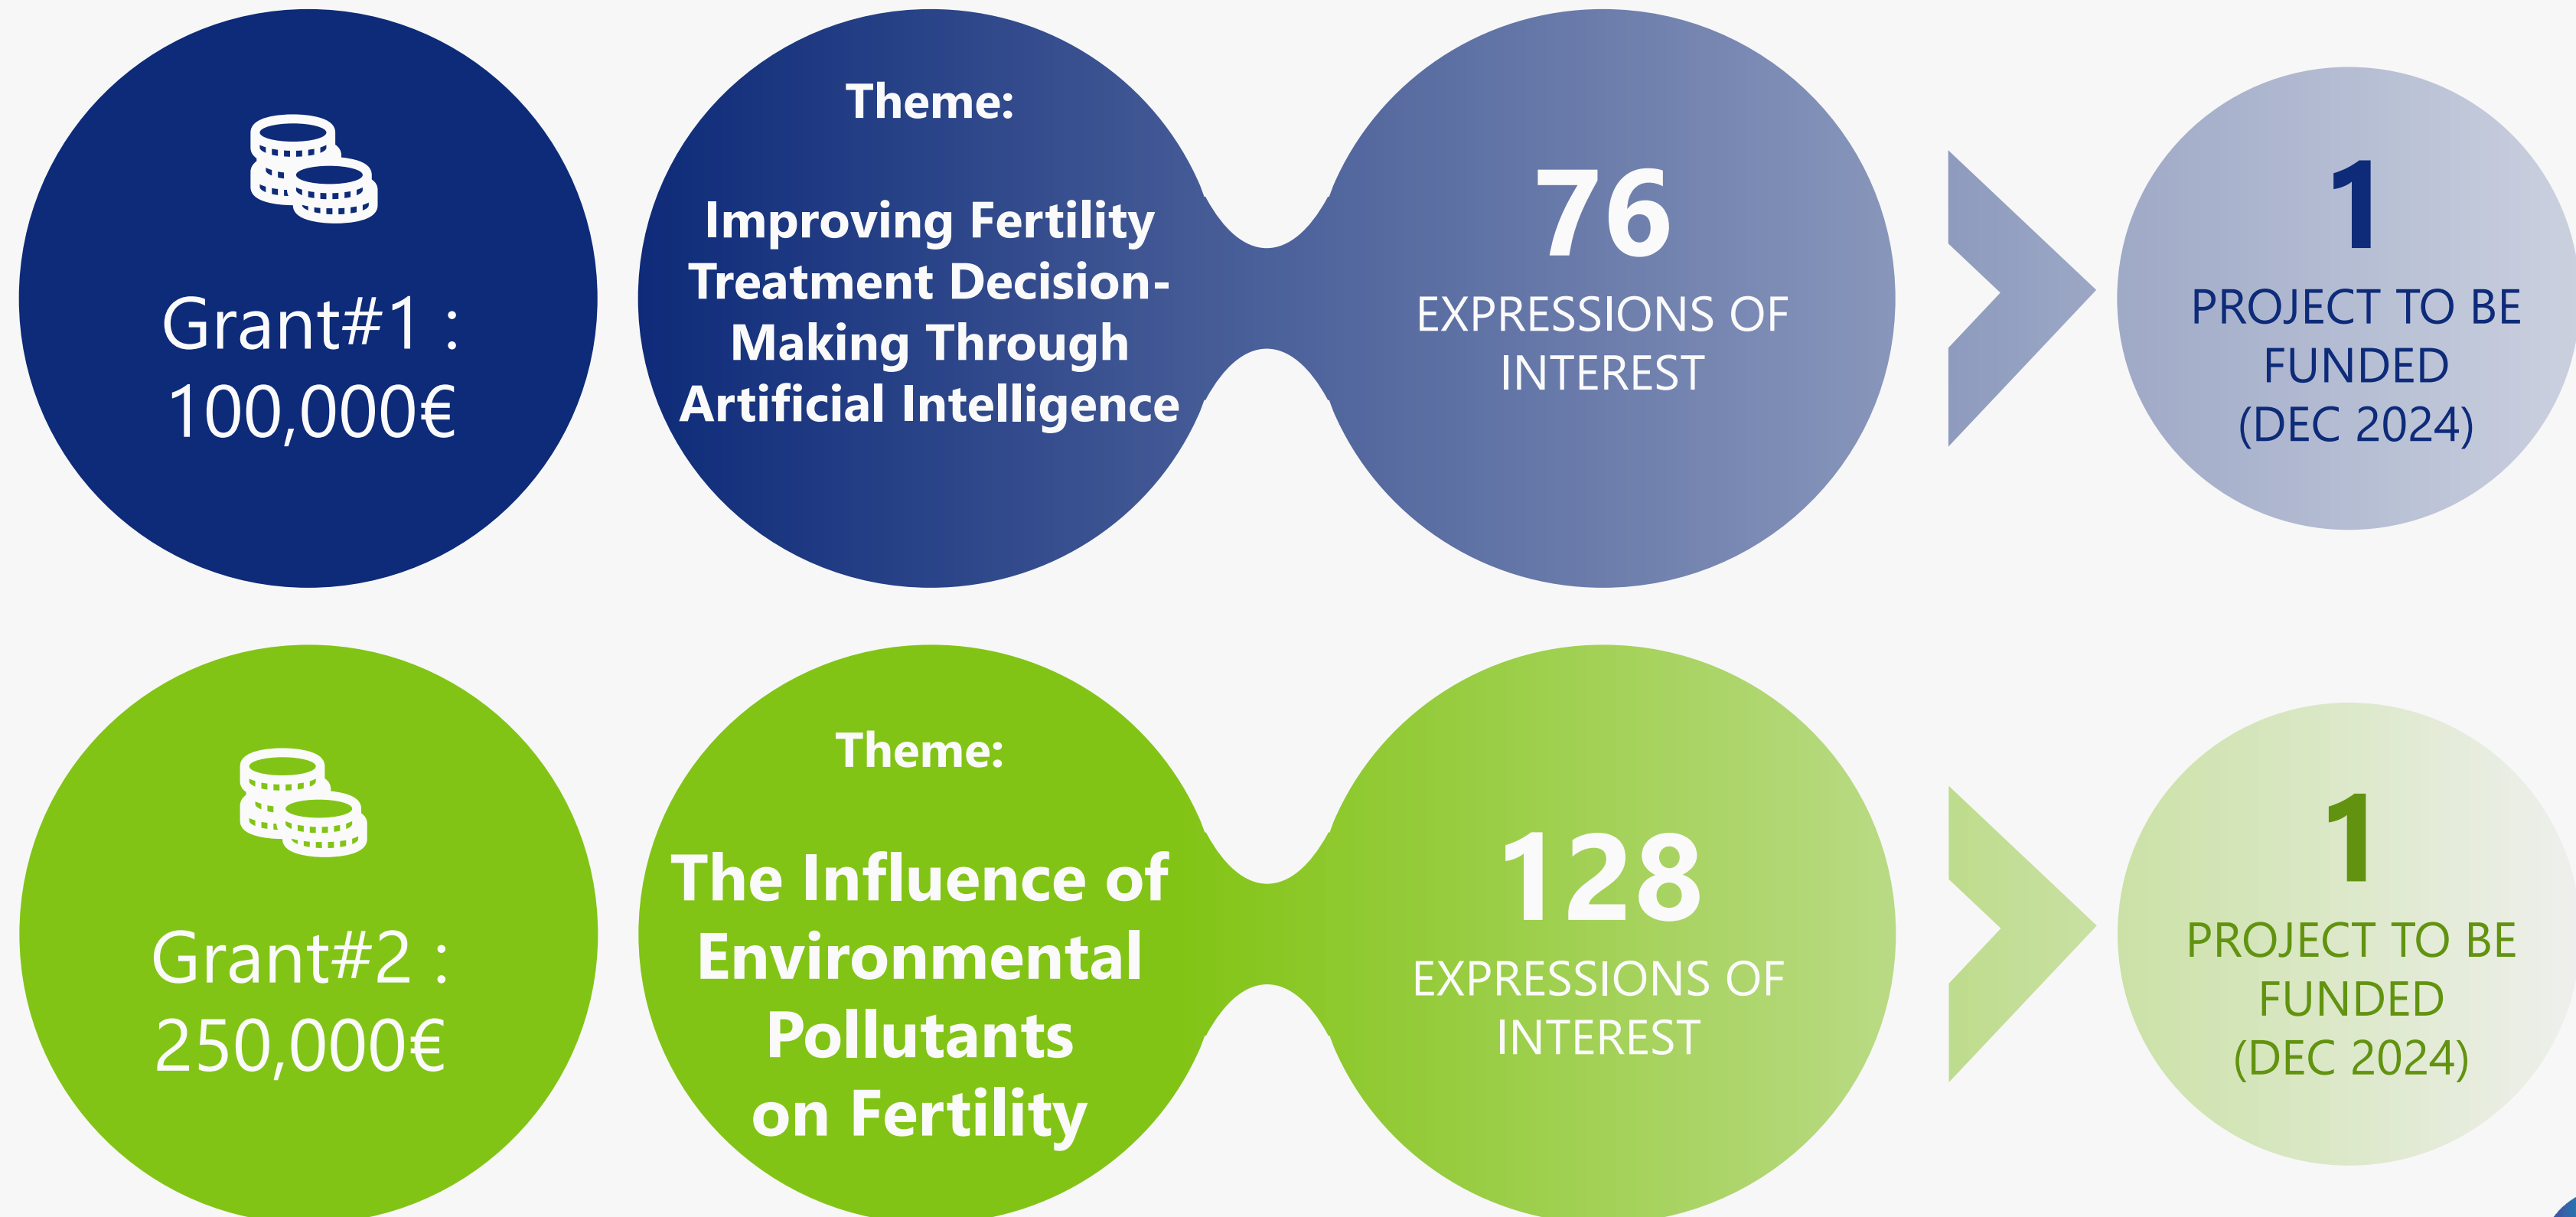 Grant#1 :
100,000€
Theme:
Improving Fertility
Treatment Decision-
Making Through
Artificial Intelligence
76
EXPRESSIONS OF
INTEREST
1
PROJECT TO BE
FUNDED
(DEC 2024)
Grant#2 :
250,000€
Theme:
The Influence of
Environmental
Pollutants
on Fertility
128
EXPRESSIONS OF
INTEREST
1
PROJECT TO BE
FUNDED
(DEC 2024)